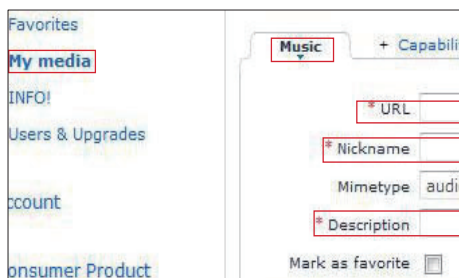 Favorites
My media
INFO!
Users & Upgrades
ccount
onsumer Product
Music
+ Capabili
* URL
* Nickname
Mimetype audi
* Description
Mark as favorite